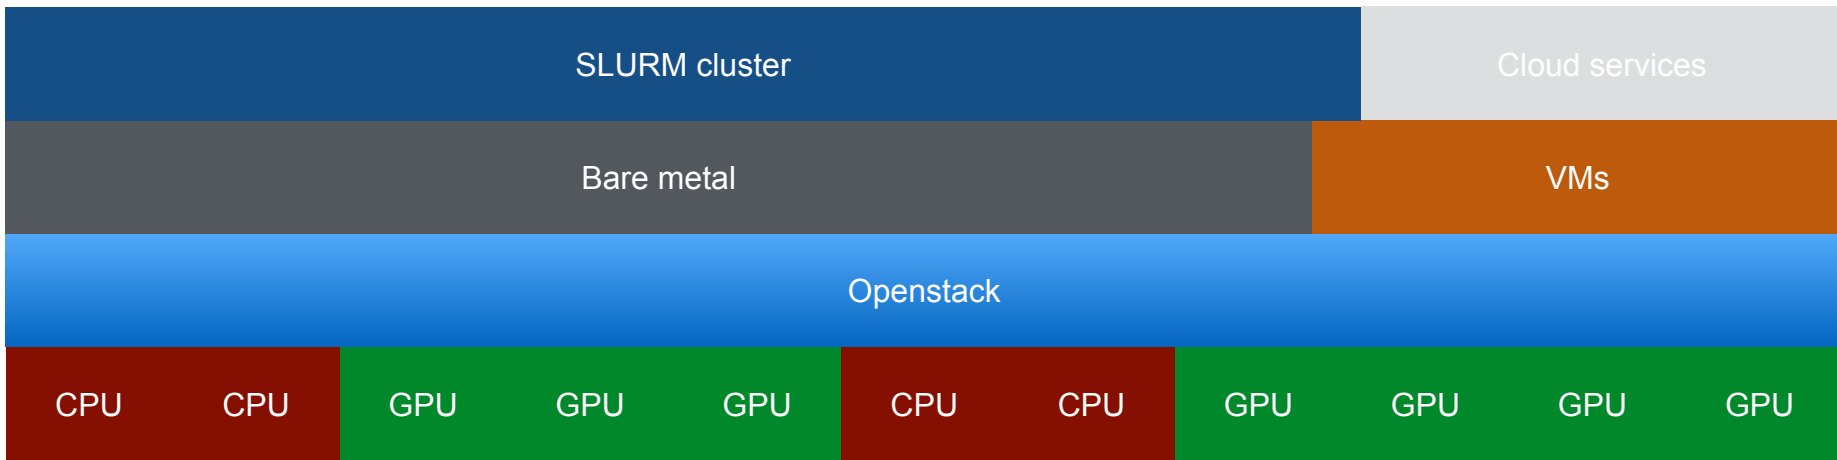 SLURM cluster Cloud services
Bare metal VMs
Openstack
CPU CPU GPU GPU GPU CPU CPU GPU GPU GPU GPU